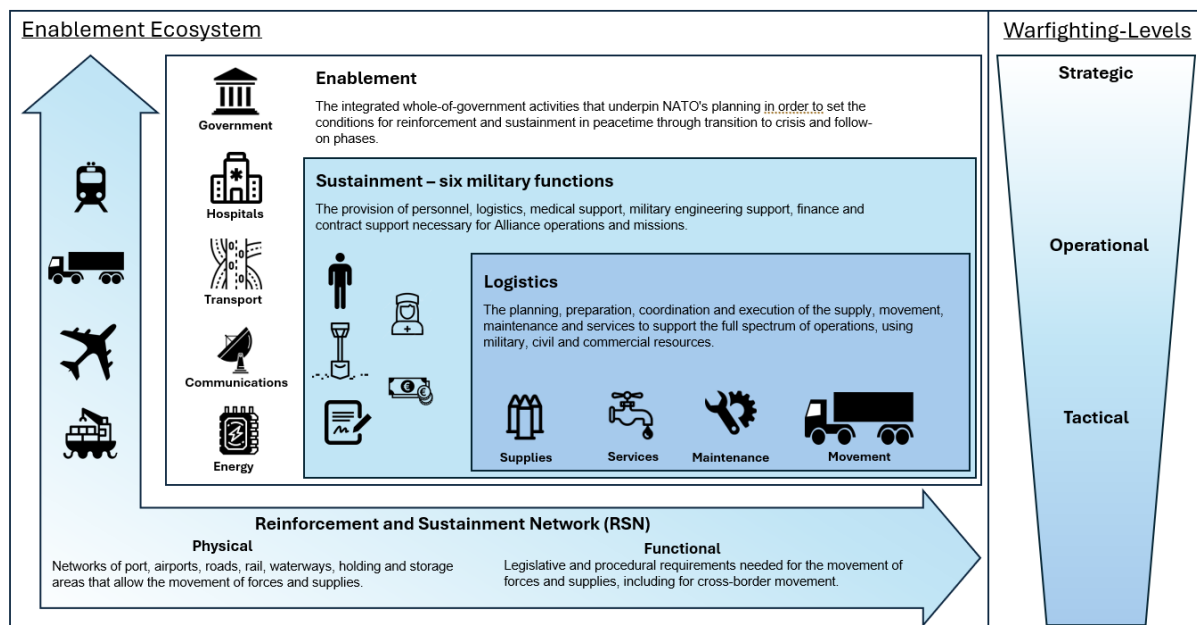 Enablement Ecosystem
Warfighting-Levels
Government
Hospitals
Transport
Communications
Energy
Enablement
The integrated whole-of-government activities that underpin NATO's planning in order to set the
conditions for reinforcement and sustainment in peacetime through transition to crisis and follow-
on phases.
Sustainment – six military functions
The provision of personnel, logistics, medical support, military engineering support, finance and
contract support necessary for Alliance operations and missions.
Logistics
The planning, preparation, coordination and execution of the supply, movement,
maintenance and services to support the full spectrum of operations, using
military, civil and commercial resources.
Supplies
Services
Maintenance
Movement
Reinforcement and Sustainment Network (RSN)
Physical
Networks of port, airports, roads, rail, waterways, holding and storage
areas that allow the movement of forces and supplies.
Functional
Legislative and procedural requirements needed for the movement of
forces and supplies, including for cross-border movement.
Strategic
Operational
Tactical